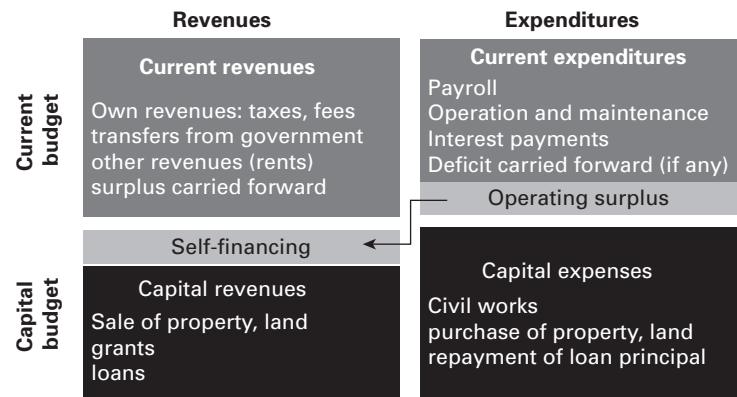 Revenues
Expenditures
Current
budget
Current revenues
Own revenues: taxes, fees
transfers from government
other revenues (rents)
surplus carried forward
Current expenditures
Payroll
Operation and maintenance
Interest payments
Deficit carried forward (if any)
Operating surplus
Capital
budget
Self-financing
Capital revenues
Sale of property, land
grants
loans
Capital expenses
Civil works
purchase of property, land
repayment of loan principal